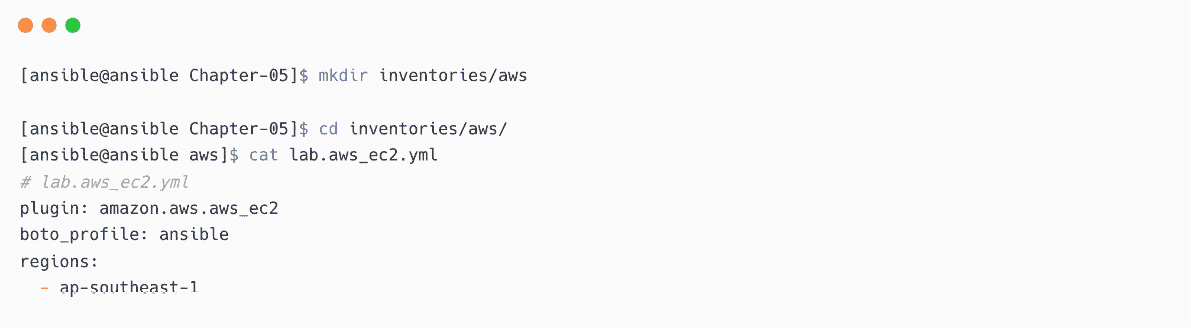 [ansible@ansible Chapter-05]$ mkdir inventories/aws
[ansible@ansible Chapter-05]$ cd inventories/aws/
[ansible@ansible aws]$ cat lab.aws_ec2.yml
# lab.aws_ec2.yml
plugin: amazon.aws.aws_ec2
boto_profile: ansible
regions:
  - ap-southeast-1